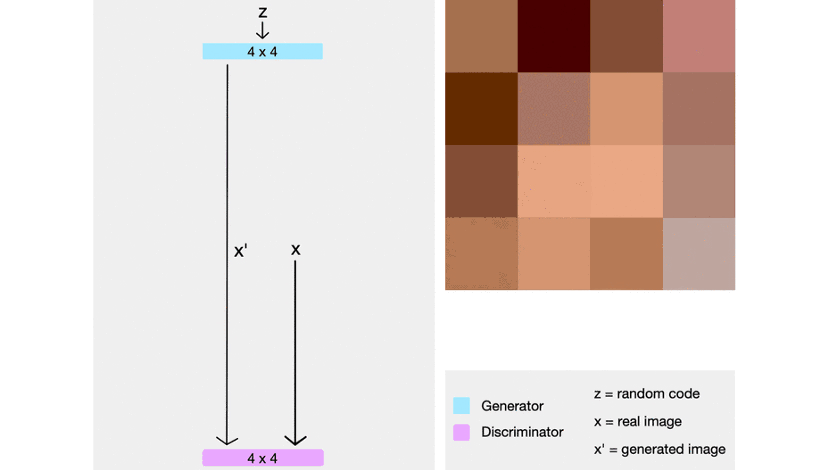 z
4 x 4
x'
x
4 x 4
Generator
Discriminator
z = random code
x = real image
x' = generated image